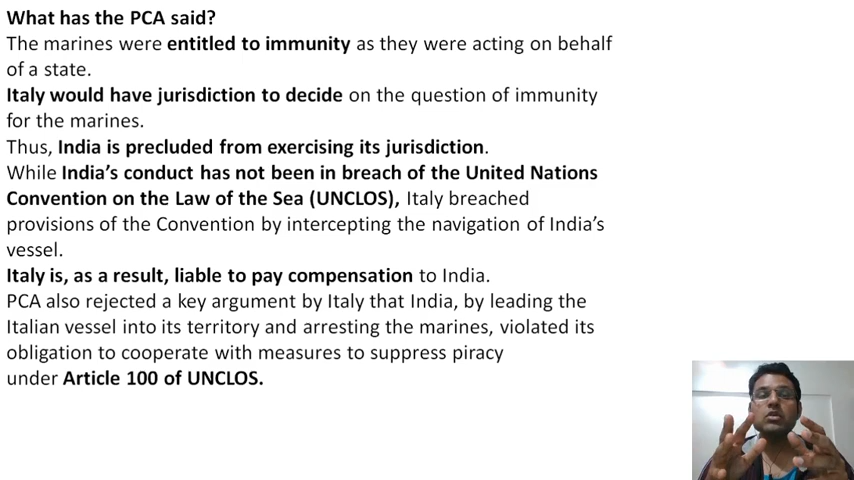 What has the PCA said?
The marines were entitled to immunity as they were acting on behalf
of a state.
Italy would have jurisdiction to decide on the question of immunity
for the marines.
Thus, India is precluded from exercising its jurisdiction.
While India’s conduct has not been in breach of the United Nations
Convention on the Law of the Sea (UNCLOS), Italy breached
provisions of the Convention by intercepting the navigation of India’s
vessel.
Italy is, as a result, liable to pay compensation to India.
PCA also rejected a key argument by Italy that India, by leading the
Italian vessel into its territory and arresting the marines, violated its
obligation to cooperate with measures to suppress piracy
under Article 100 of UNCLOS.